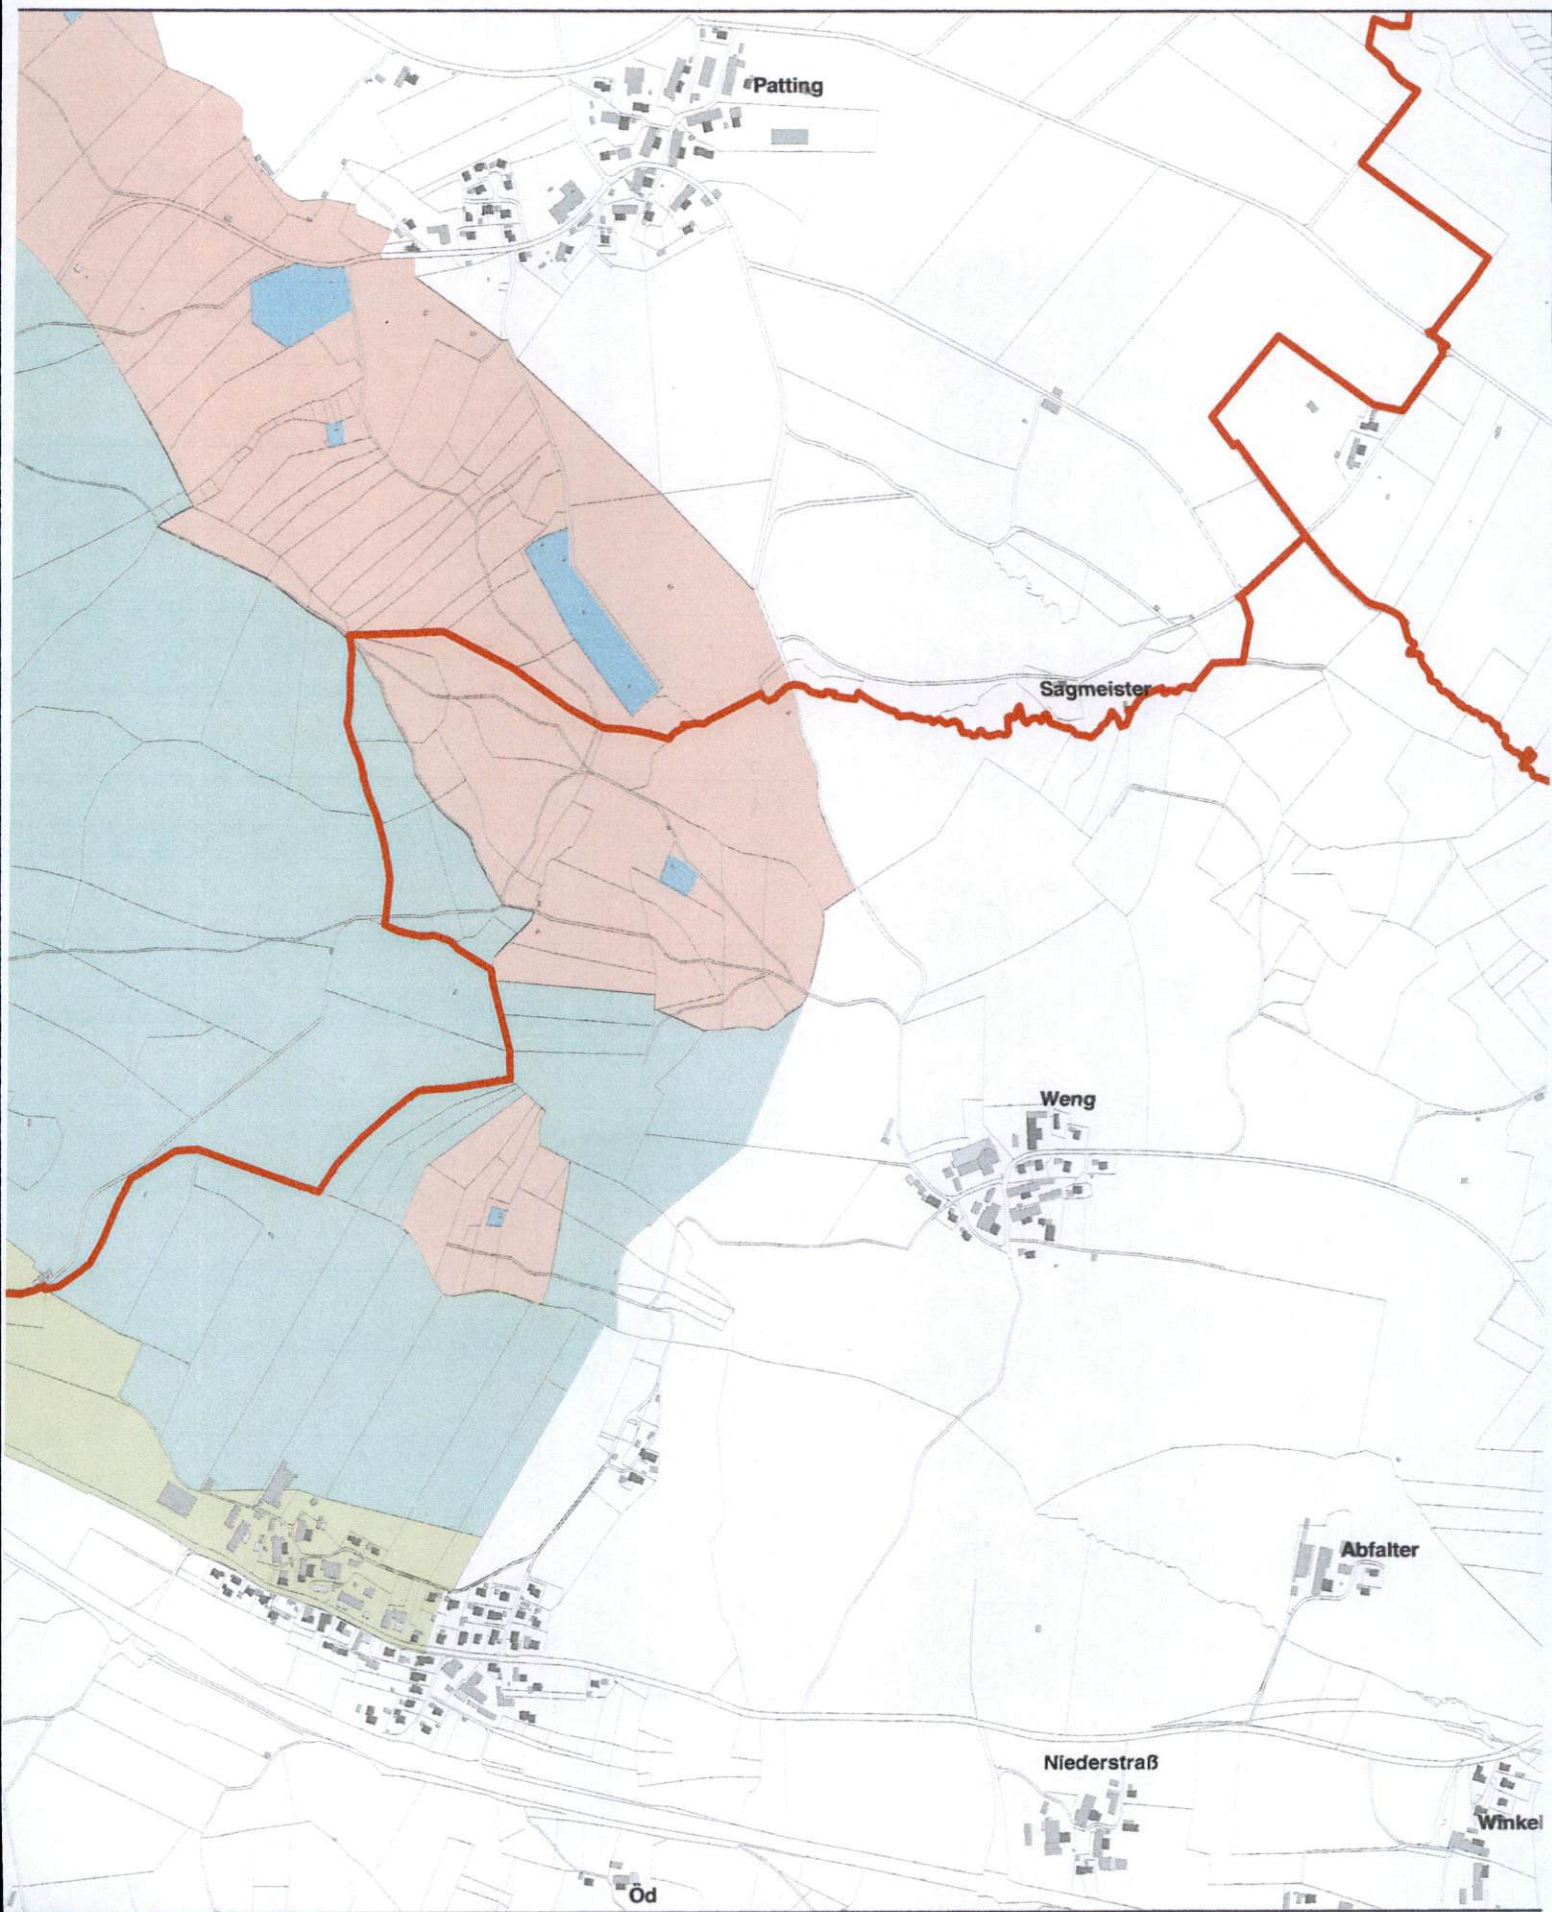 Patting
Sagmeister
Weng
Abfalter
Niederstraß
Winkel
Öd